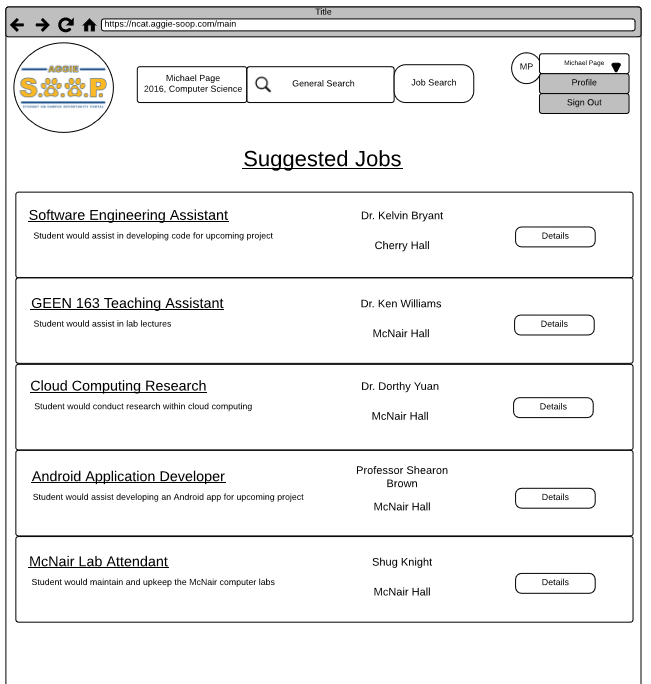 Title
https://ncat.aggie-soop.com/main
AGGIE
S.O.O.P.
STUDENT ON CAMPUS OPPORTUNITY PORTAL
Michael Page
2016, Computer Science
General Search
Job Search
MP
Michael Page
Profile
Sign Out
Suggested Jobs
Software Engineering Assistant
Student would assist in developing code for upcoming project
Dr. Kelvin Bryant
Cherry Hall
Details
GEEN 163 Teaching Assistant
Student would assist in lab lectures
Dr. Ken Williams
McNair Hall
Details
Cloud Computing Research
Student would conduct research within cloud computing
Dr. Dorthy Yuan
McNair Hall
Details
Android Application Developer
Student would assist developing an Android app for upcoming project
Professor Shearon
Brown
McNair Hall
Details
McNair Lab Attendant
Student would maintain and upkeep the McNair computer labs
Shug Knight
McNair Hall
Details